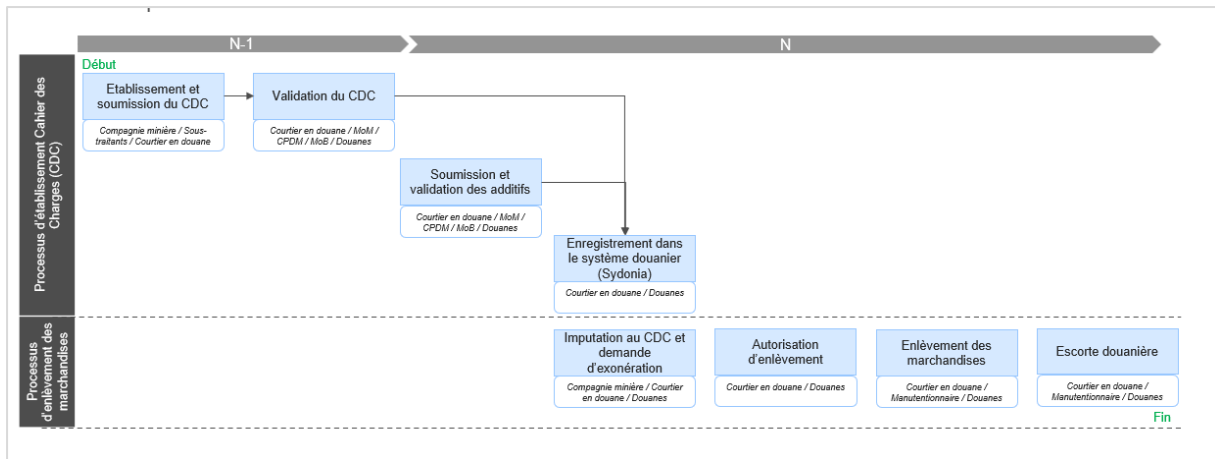 N-1
N
Processus d'établissement Cahier des
Charges (CDC)
Début
Etablissement et
soumission du CDC
Compagnie minière / Sous-
traitants / Courtier en douane
Validation du CDC
Courtier en douane / MoM /
CPDM / MoB / Douanes
Soumission et
validation des additifs
Courtier en douane / MoM /
CPDM / MoB / Douanes
Enregistrement dans
le système douanier
(Sydonia)
Courtier en douane / Douanes
Processus
d'enlèvement des
marchandises
Imputation au CDC et
demande
d'exonération
Compagnie minière / Courtier
en douane / Douanes
Autorisation
d'enlèvement
Courtier en douane / Douanes
Enlèvement des
marchandises
Courtier en douane /
Manutentionnaire / Douanes
Escorte douanière
Courtier en douane /
Manutentionnaire / Douanes
Fin